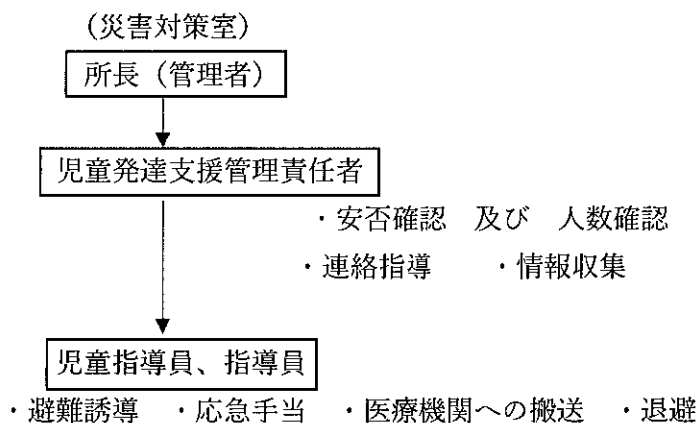 (災害対策室)
所長（管理者）
児童発達支援管理責任者
・安否確認　及び　人数確認
・連絡指導　・情報収集
児童指導員、指導員
・避難誘導　・応急手当　・医療機関への搬送　・退避